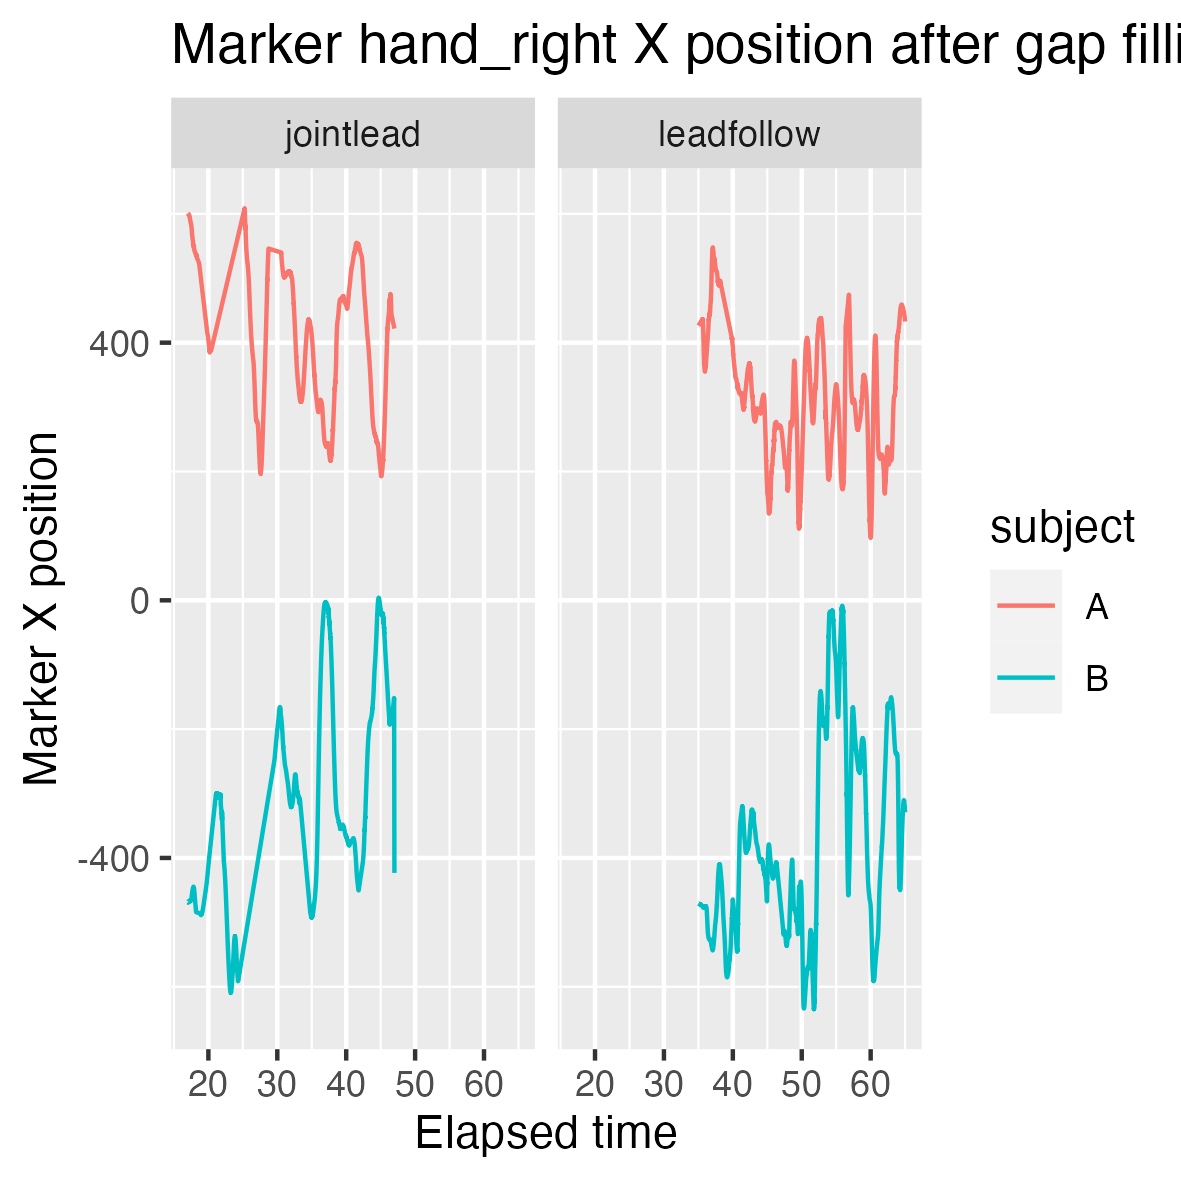 Marker hand_right X position after gap filli
jointlead
leadfollow
Marker X position
400
0
-400
20 30 40 50 60
20 30 40 50 60
Elapsed time
subject
A
B